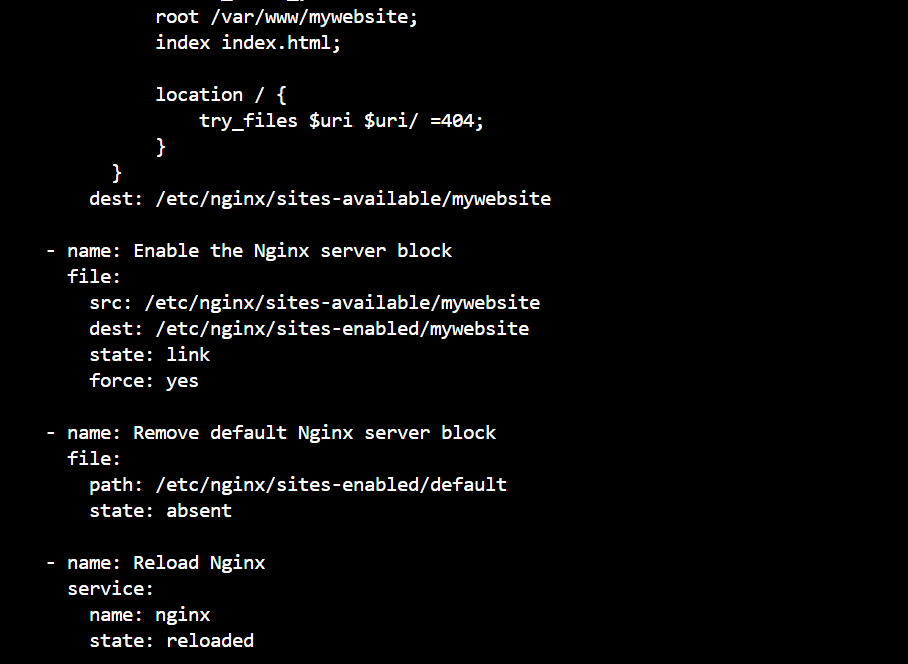 root /var/www/mywebsite;
index index.html;
location / {
try_files $uri $uri/ =404;
}
}
dest: /etc/nginx/sites-available/mywebsite
- name: Enable the Nginx server block
file:
src: /etc/nginx/sites-available/mywebsite
dest: /etc/nginx/sites-enabled/mywebsite
state: link
force: yes
- name: Remove default Nginx server block
file:
path: /etc/nginx/sites-enabled/default
state: absent
- name: Reload Nginx
service:
name: nginx
state: reloaded